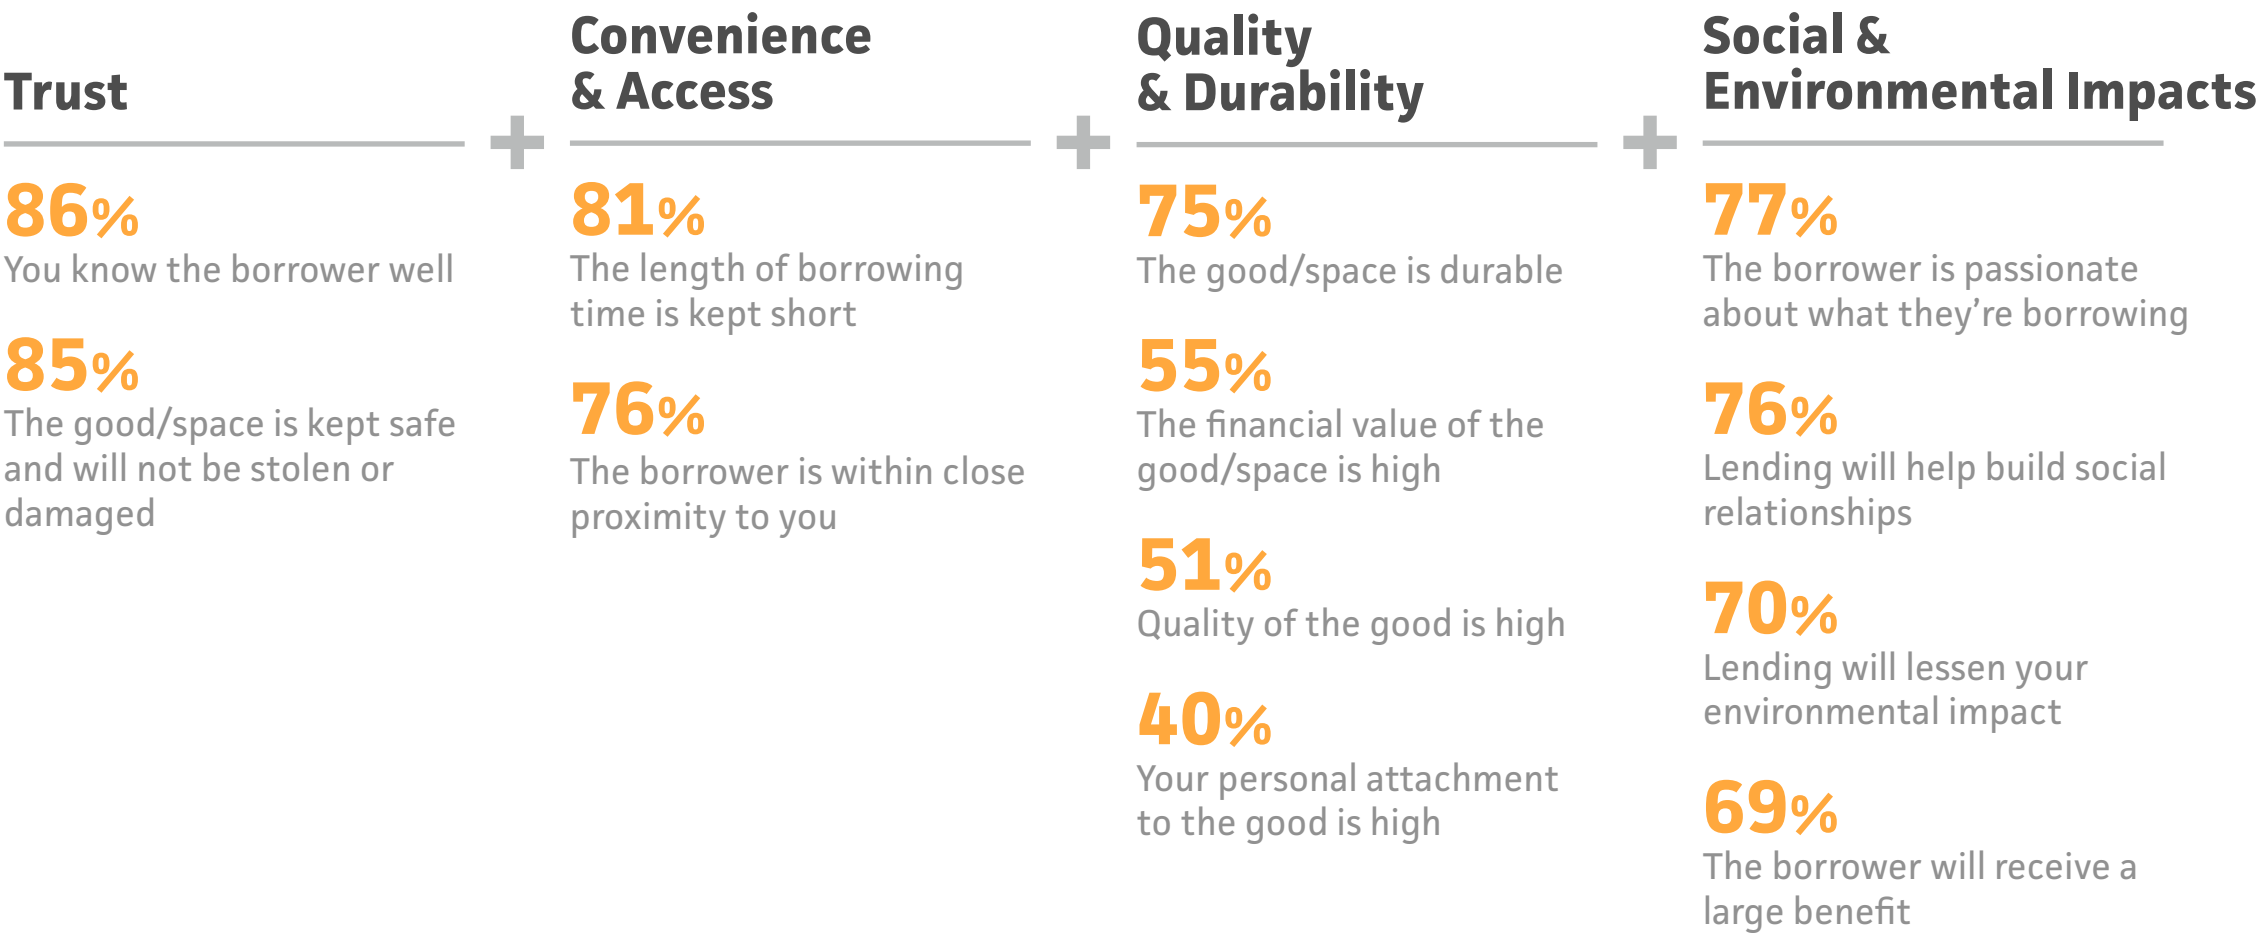 Trust
86%
You know the borrower well
85%
The good/space is kept safe
and will not be stolen or
damaged
+
Convenience
& Access
81%
The length of borrowing
time is kept short
76%
The borrower is within close
proximity to you
+
Quality
& Durability
75%
The good/space is durable
55%
The financial value of the
good/space is high
51%
Quality of the good is high
40%
Your personal attachment
to the good is high
+
Social &
Environmental Impacts
77%
The borrower is passionate
about what they’re borrowing
76%
Lending will help build social
relationships
70%
Lending will lessen your
environmental impact
69%
The borrower will receive a
large benefit